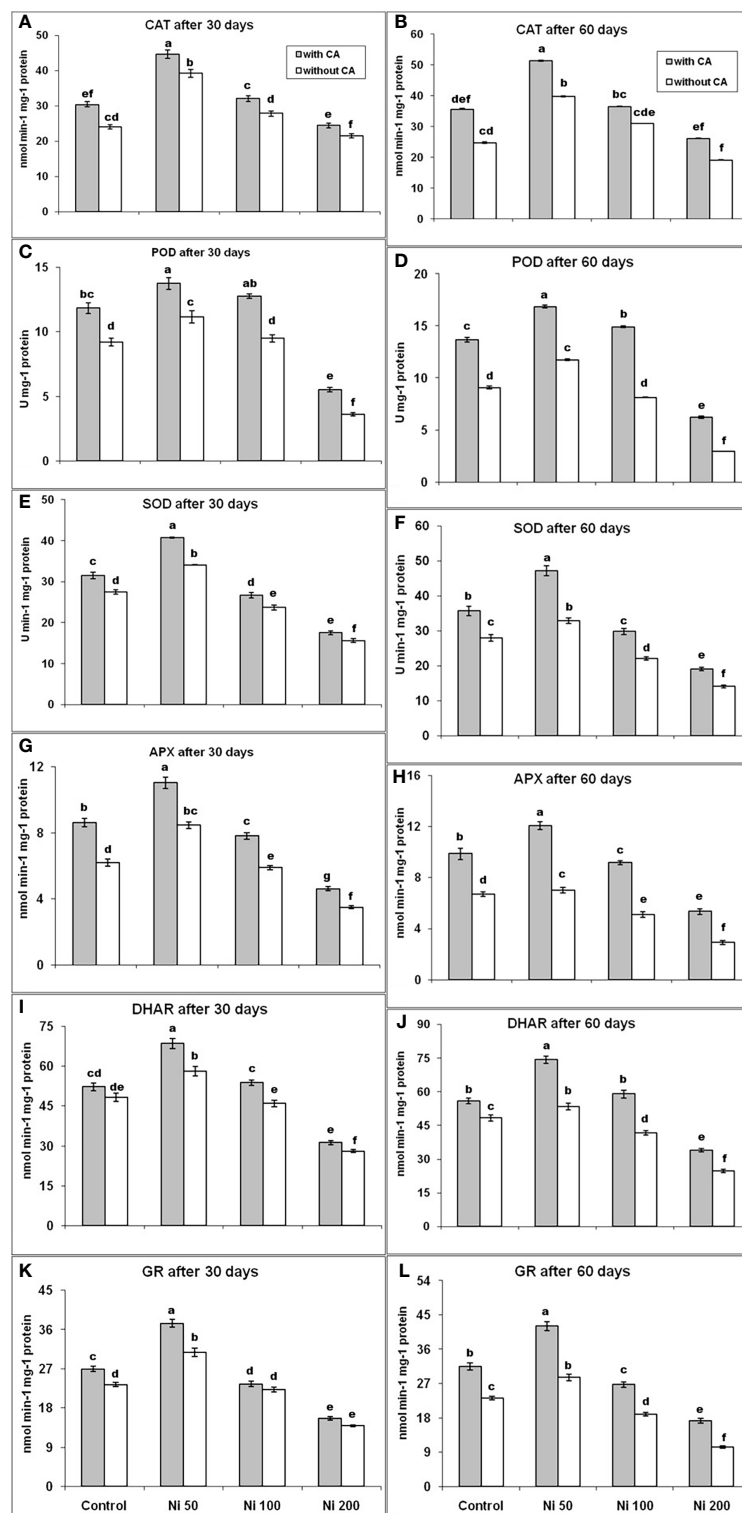 A
CAT after 30 days
nmol min-1 mg-1 protein
50
40
30
20
10
0
ef
cd
a
b
c
d
e
f
with CA
without CA
B
CAT after 60 days
nmol min-1 mg-1 protein
60
50
40
30
20
10
0
def
cd
a
b
bc
cde
ef
f
with CA
without CA
C
POD after 30 days
U mg-1 protein
15
10
5
0
bc
d
a
c
ab
d
e
f
D
POD after 60 days
U mg-1 protein
20
15
10
5
0
c
d
a
c
b
d
e
f
E
SOD after 30 days
U min-1 mg-1 protein
50
40
30
20
10
0
c
d
a
b
d
e
e
f
F
SOD after 60 days
U min-1 mg-1 protein
60
50
40
30
20
10
0
b
c
a
b
c
d
e
f
G
APX after 30 days
nmol min-1 mg-1 protein
12
8
4
0
b
d
a
bc
c
e
g
f
H
APX after 60 days
nmol min-1 mg-1 protein
16
12
8
4
0
b
d
a
c
c
e
e
f
I
DHAR after 30 days
nmol min-1 mg-1 protein
75
60
45
30
15
0
cd
de
a
b
c
e
e
f
J
DHAR after 60 days
nmol min-1 mg-1 protein
90
75
60
45
30
15
0
b
c
a
b
b
d
e
f
K
GR after 30 days
nmol min-1 mg-1 protein
45
36
27
18
9
0
c
d
a
b
d
d
e
e
Control
Ni 50
Ni 100
Ni 200
L
GR after 60 days
nmol min-1 mg-1 protein
54
45
36
27
18
9
0
b
c
a
b
c
d
e
f
Control
Ni 50
Ni 100
Ni 200